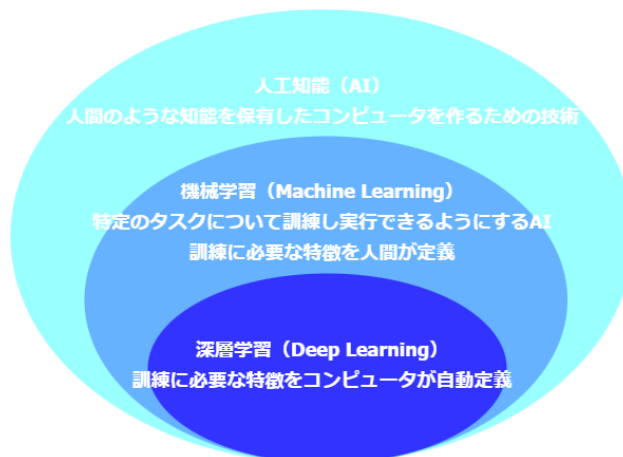 人工知能（AI）
人間のような知能を保有したコンピュータを作るための技術
機械学習（Machine Learning）
特定のタスクについて訓練し実行できるようにするAI
訓練に必要な特徴を人間が定義
深層学習（Deep Learning）
訓練に必要な特徴をコンピュータが自動定義